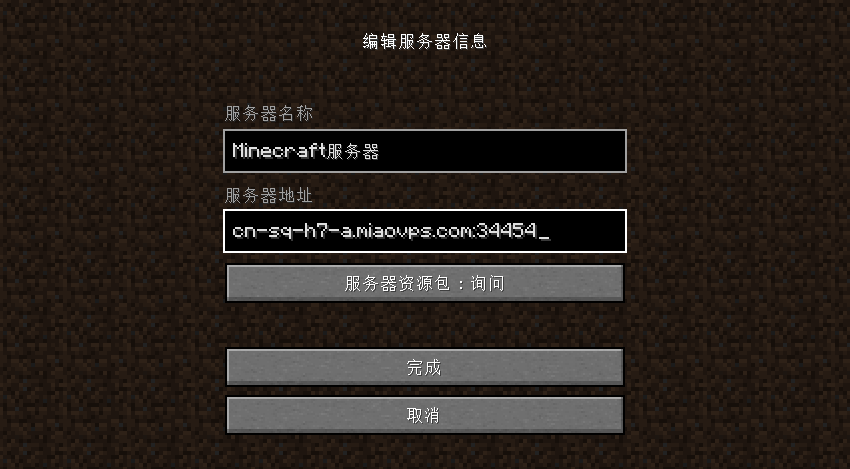 编辑服务器信息
服务器名称
Minecraft服务器
服务器地址
cn-sq-h7-a.miaovps.com:34454_
服务器资源包：询问
完成
取消